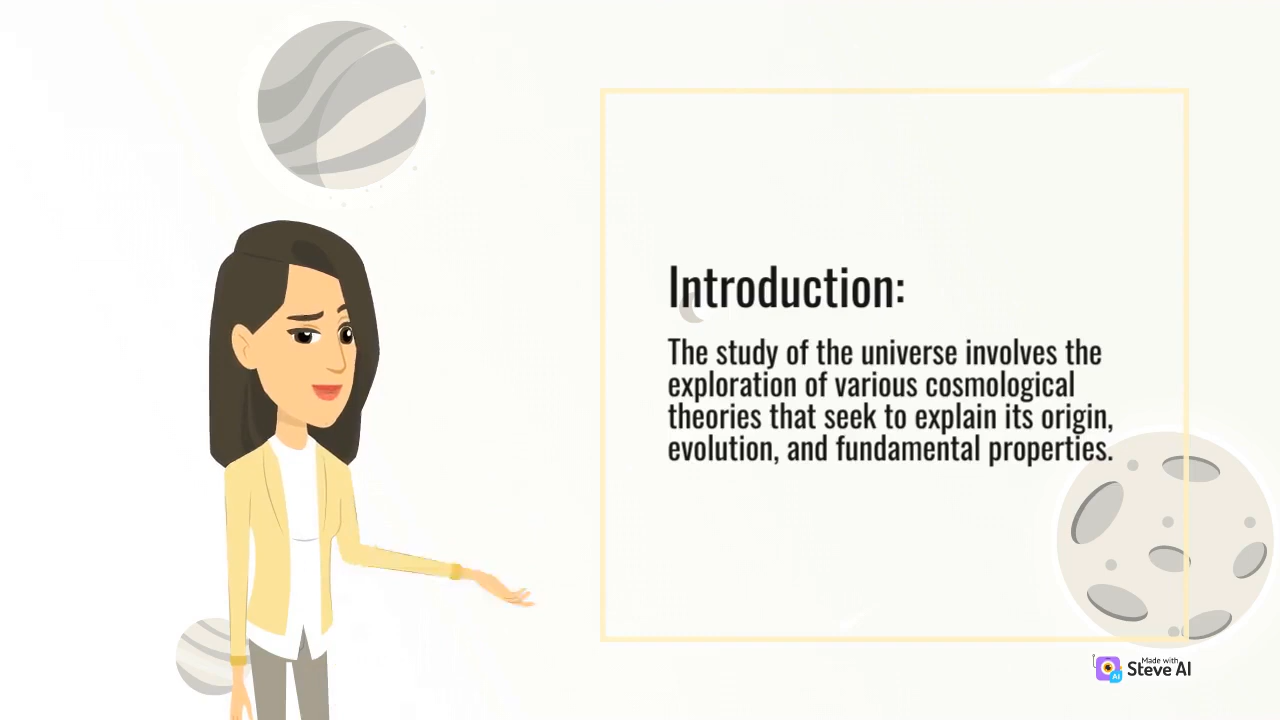 Introduction:
The study of the universe involves the
exploration of various cosmological
theories that seek to explain its origin,
evolution, and fundamental properties.
Made with
Steve AI
AI